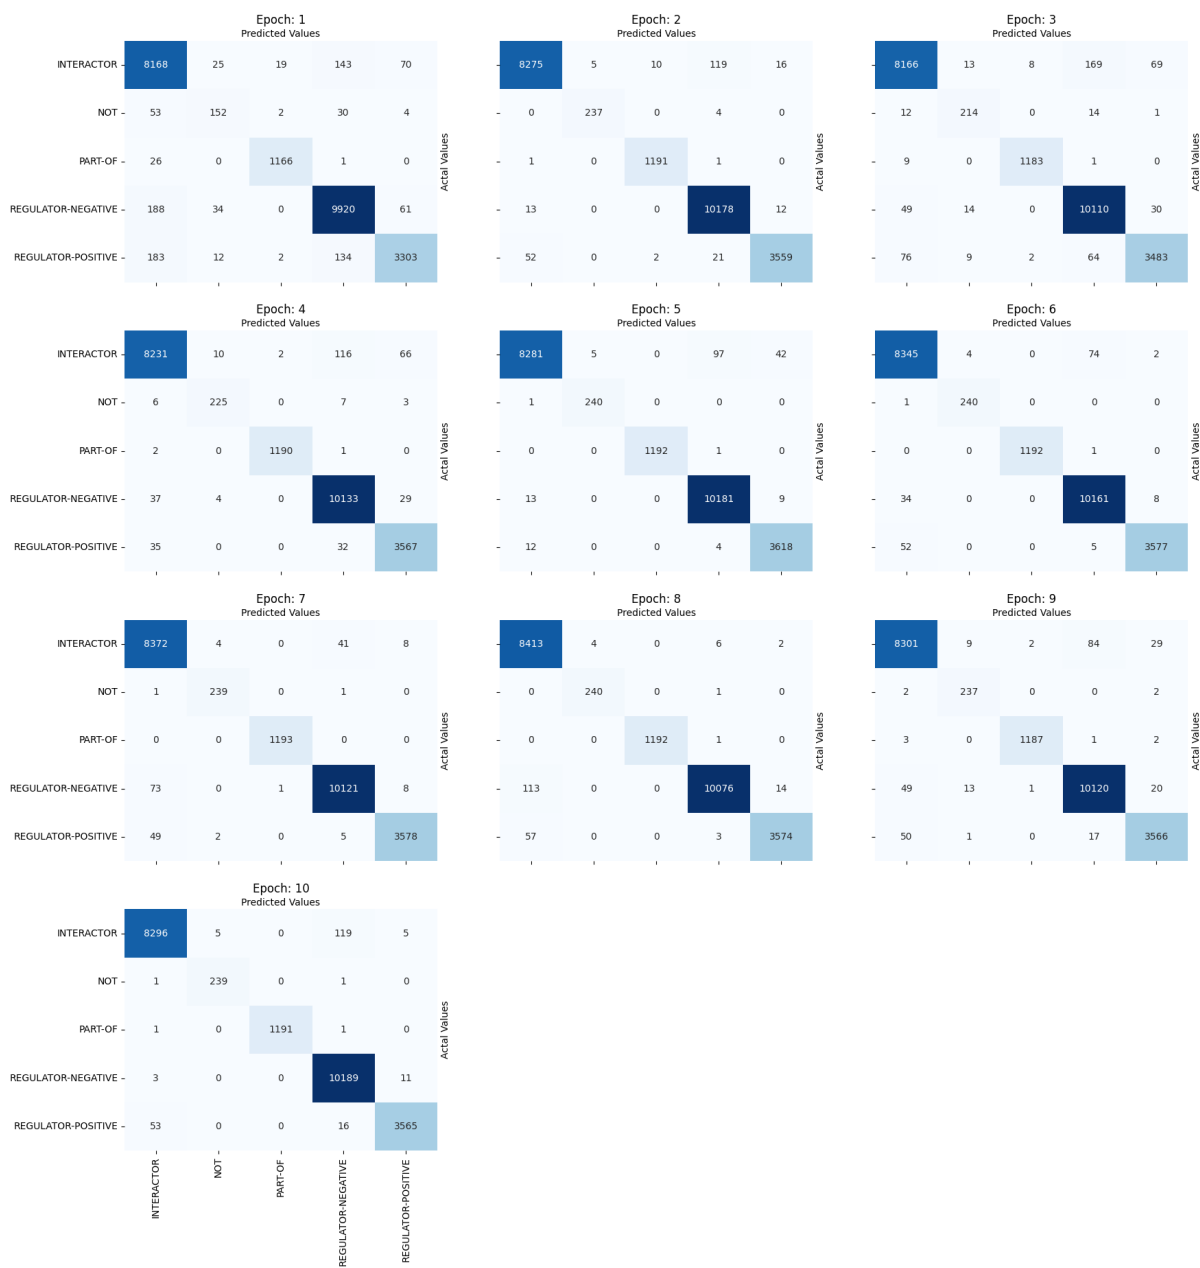 Epoch: 1 Epoch: 2 Epoch: 3
Predicted Values Predicted Values Predicted Values
INTERACTOR 8168 25 19 143 70 8275 5 10 119 16 8166 13 8 169 69
NOT 53 152 2 30 4 0 237 0 4 0 12 214 0 14 1
PART-OF 26 0 1166 1 0 1 0 1191 1 0 9 0 1183 1 0
REGULATOR-NEGATIVE 188 34 0 9920 61 13 0 0 10178 12 49 14 0 10110 30
REGULATOR-POSITIVE 183 12 2 134 3303 52 0 2 21 3559 76 9 2 64 3483
Actal Values
Actal Values
Actal Values
Epoch: 4 Epoch: 5 Epoch: 6
Predicted Values Predicted Values Predicted Values
INTERACTOR 8231 10 2 116 66 8281 5 0 97 42 8345 4 0 74 2
NOT 6 225 0 7 3 1 240 0 0 0 1 240 0 0 0
PART-OF 2 0 1190 1 0 0 0 1192 1 0 0 0 1192 1 0
REGULATOR-NEGATIVE 37 4 0 10133 29 13 0 0 10181 9 34 0 0 10161 8
REGULATOR-POSITIVE 35 0 0 32 3567 12 0 0 4 3618 52 0 0 5 3577
Actal Values
Actal Values
Actal Values
Epoch: 7 Epoch: 8 Epoch: 9
Predicted Values Predicted Values Predicted Values
INTERACTOR 8372 4 0 41 8 8413 4 0 6 2 8301 9 2 84 29
NOT 1 239 0 1 0 0 240 0 1 0 2 237 0 0 2
PART-OF 0 0 1193 0 0 0 0 1192 1 0 3 0 1187 1 2
REGULATOR-NEGATIVE 73 0 1 10121 8 113 0 0 10076 14 49 13 1 10120 20
REGULATOR-POSITIVE 49 2 0 5 3578 57 0 0 3 3574 50 1 0 17 3566
Actal Values
Actal Values
Actal Values
Epoch: 10
Predicted Values
INTERACTOR 8296 5 0 119 5
NOT 1 239 0 1 0
PART-OF 1 0 1191 1 0
REGULATOR-NEGATIVE 3 0 0 10189 11
REGULATOR-POSITIVE 53 0 0 16 3565
Actal Values
INTERACTOR
NOT
PART-OF
REGULATOR-NEGATIVE
REGULATOR-POSITIVE